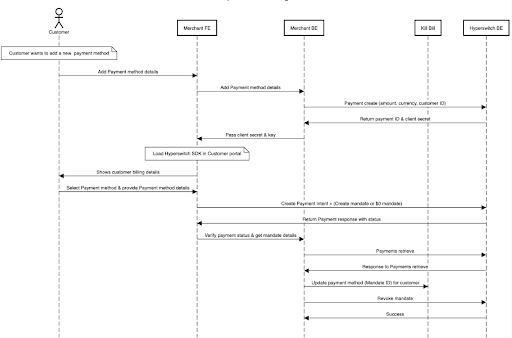 Customer
Merchant FE
Merchant BE
Kill Bill
Hyperswitch BE
Customer wants to add a new payment method
Add Payment method details
Add Payment method details
Payment create (amount, currency, customer ID)
Return payment ID & client secret
Pass client secret & key
Load Hyperswitch SDK in Customer portal
Shows customer billing details
Select Payment method & provide Payment method details
Create Payment intent + (Create mandate or $0 mandate)
Return Payment response with status
Verify payment status & get mandate details
Payments retrieve
Response to Payments retrieve
Update payment method (Mandate ID) for customer
Revoke mandate
Success